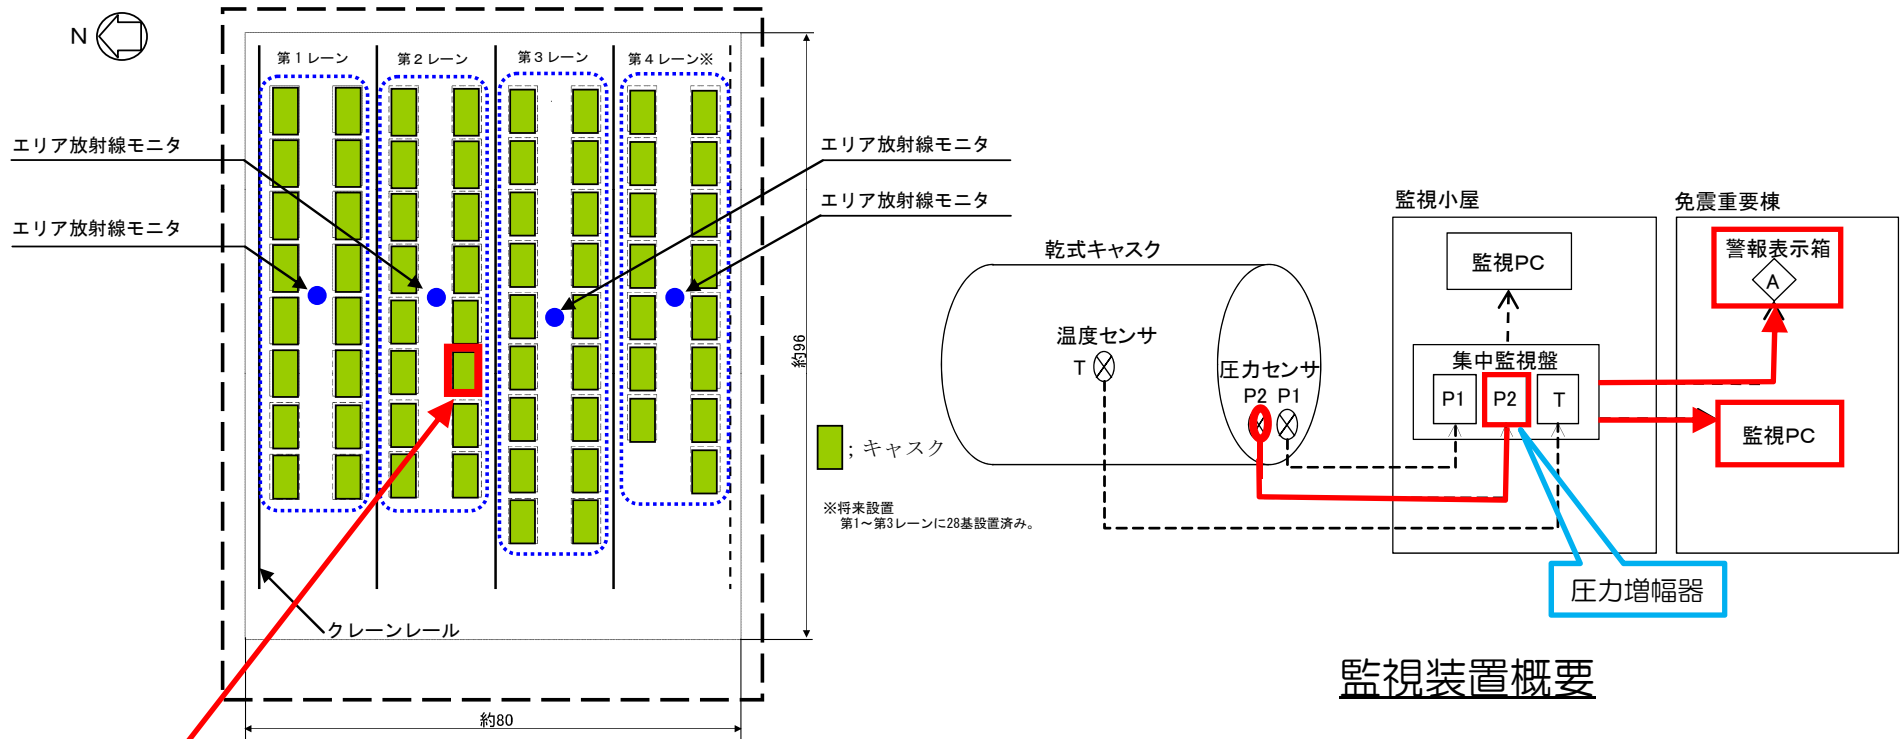 N
第1レーン
第2レーン
第3レーン
第4レーン※
エリア放射線モニタ
エリア放射線モニタ
エリア放射線モニタ
エリア放射線モニタ
クレーンレール
約96
約80
;キャスク
※将来設置
第1~第3レーンに28基設置済み。
乾式キャスク
温度センサ
T
圧力センサ
P2 P1
監視小屋
監視PC
集中監視盤
P1
P2
T
免震重要棟
警報表示箱
A
監視PC
圧力増幅器
監視装置概要